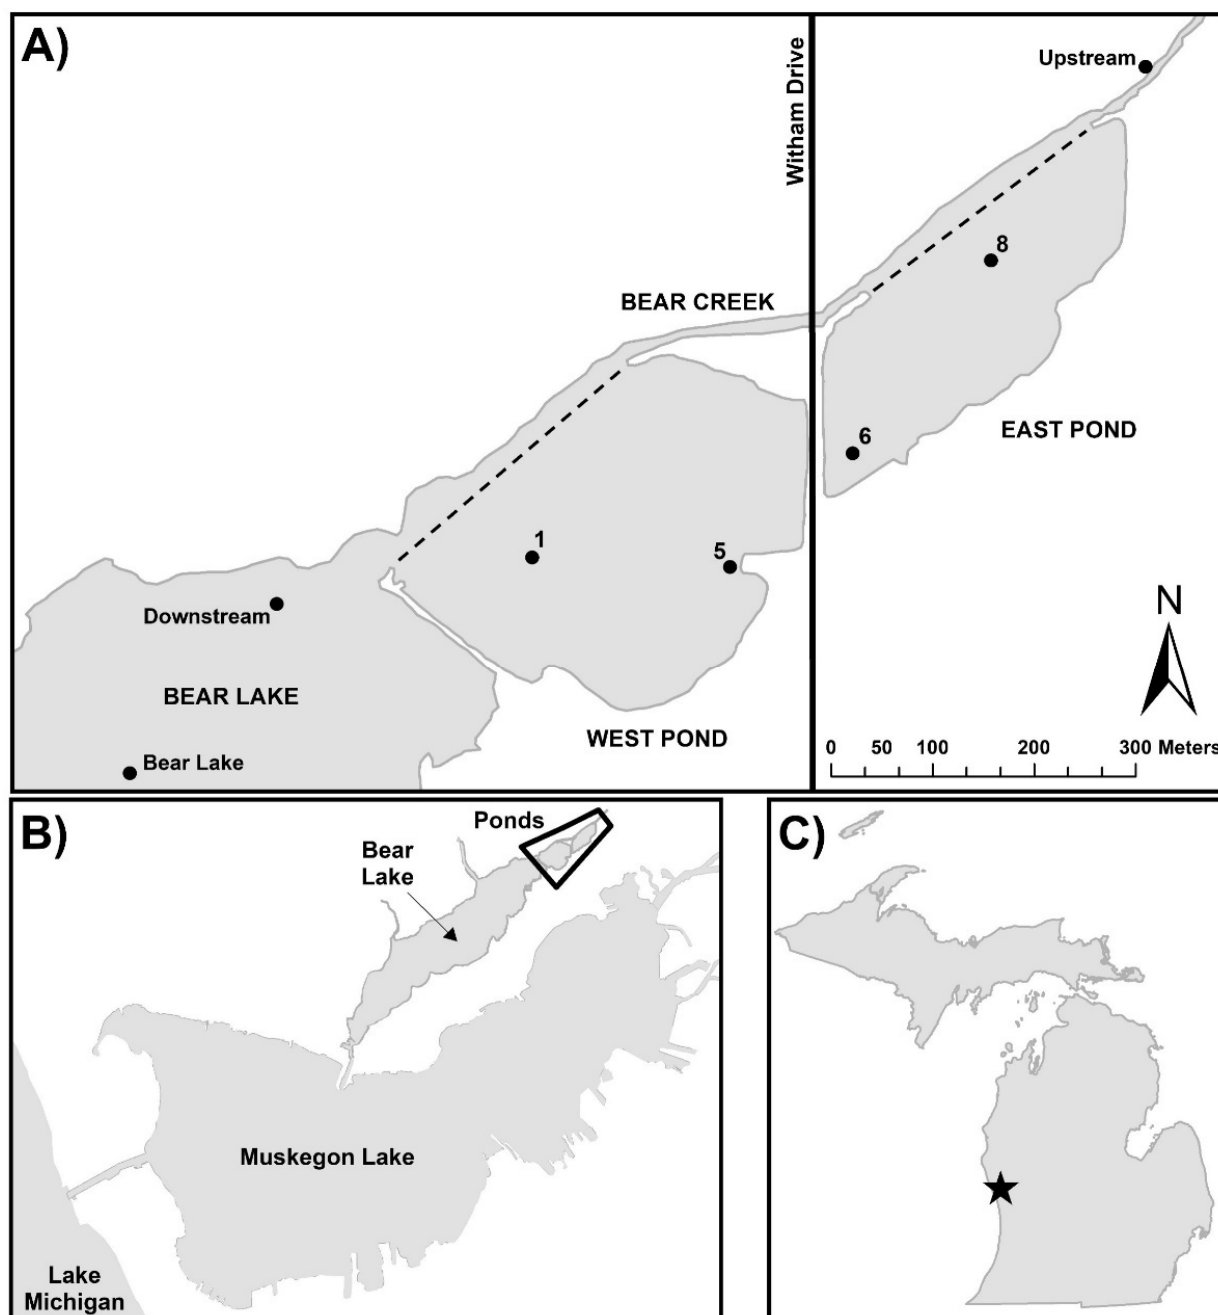 A)
Witham Drive
Upstream
8
BEAR CREEK
6
EAST POND
1
5
Downstream
N
BEAR LAKE
WEST POND
Bear Lake
0 50 100 200 300 Meters
B)
Ponds
Bear
Lake
Muskegon Lake
Lake
Michigan
C)